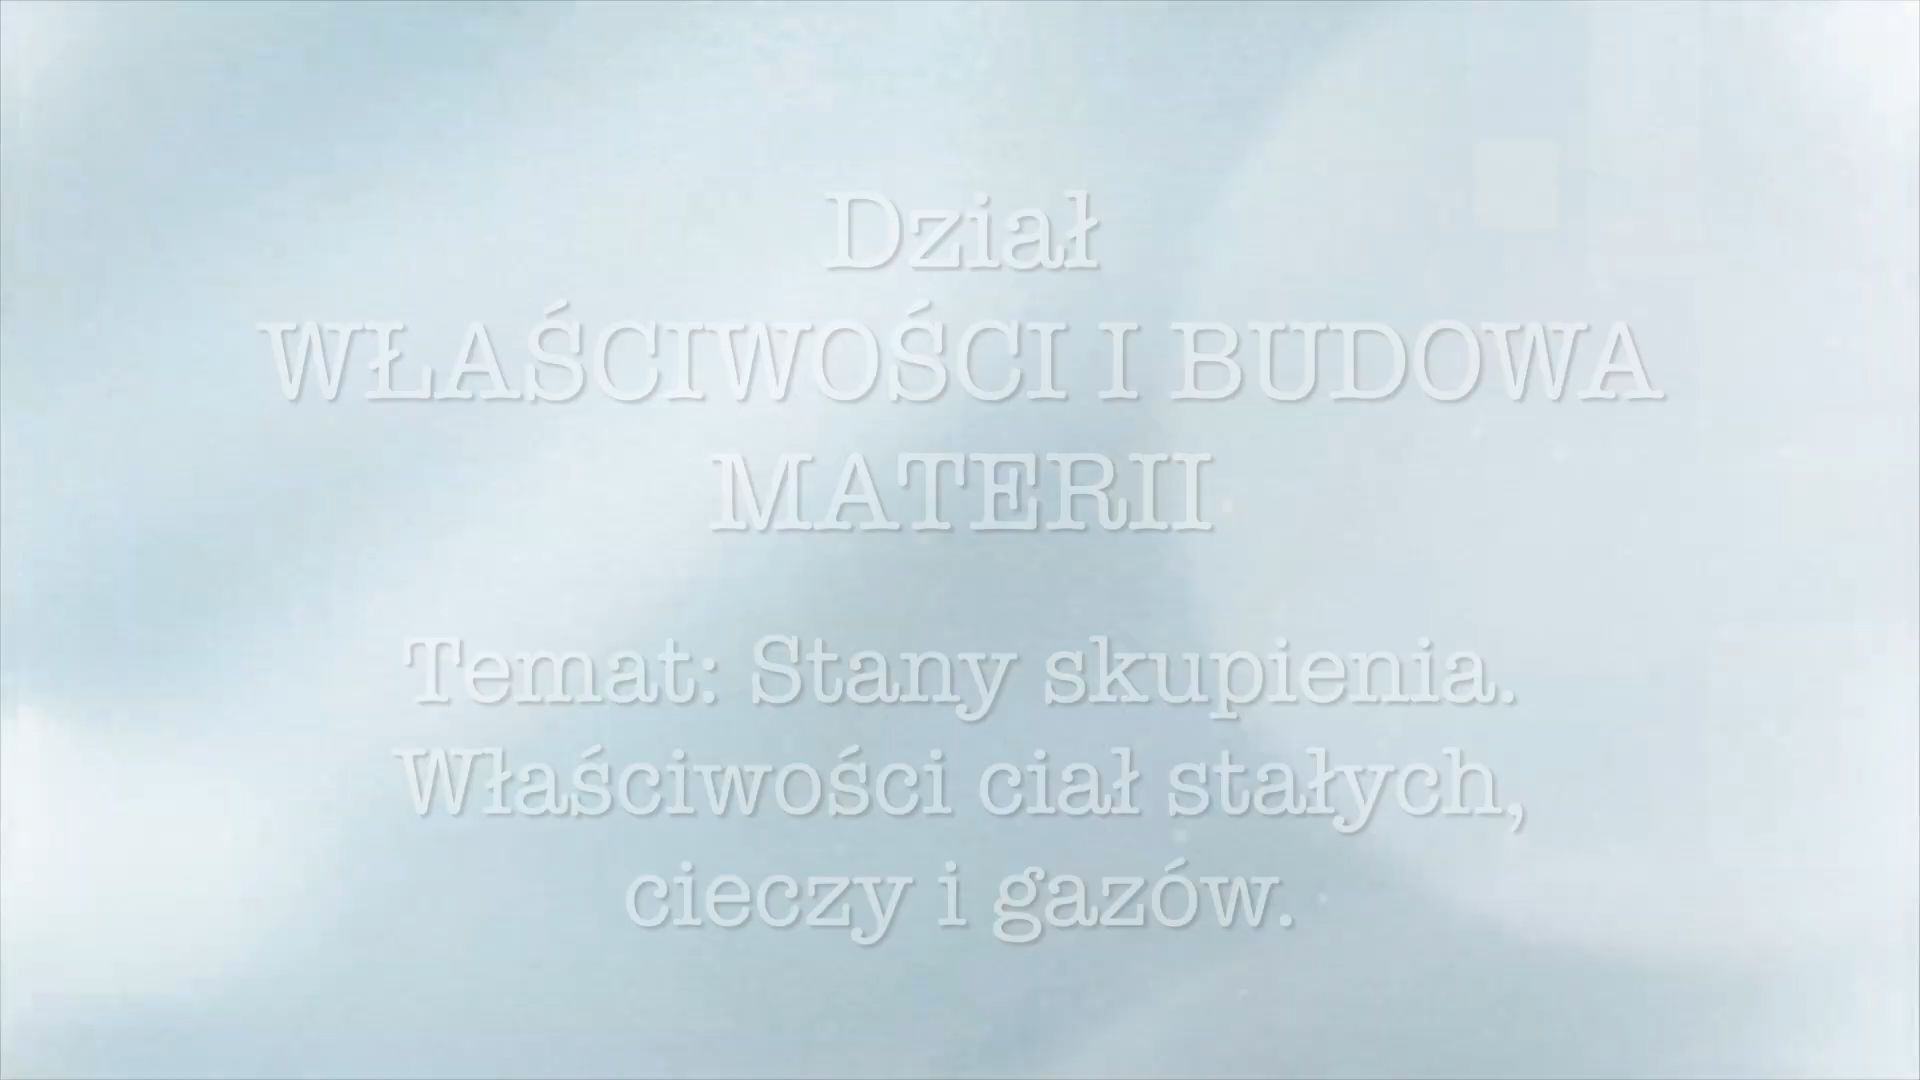 Dział
WŁAŚCIWOŚCI I BUDOWA
MATERII
Temat: Stany skupienia.
Właściwości ciał stałych,
cieczy i gazów.